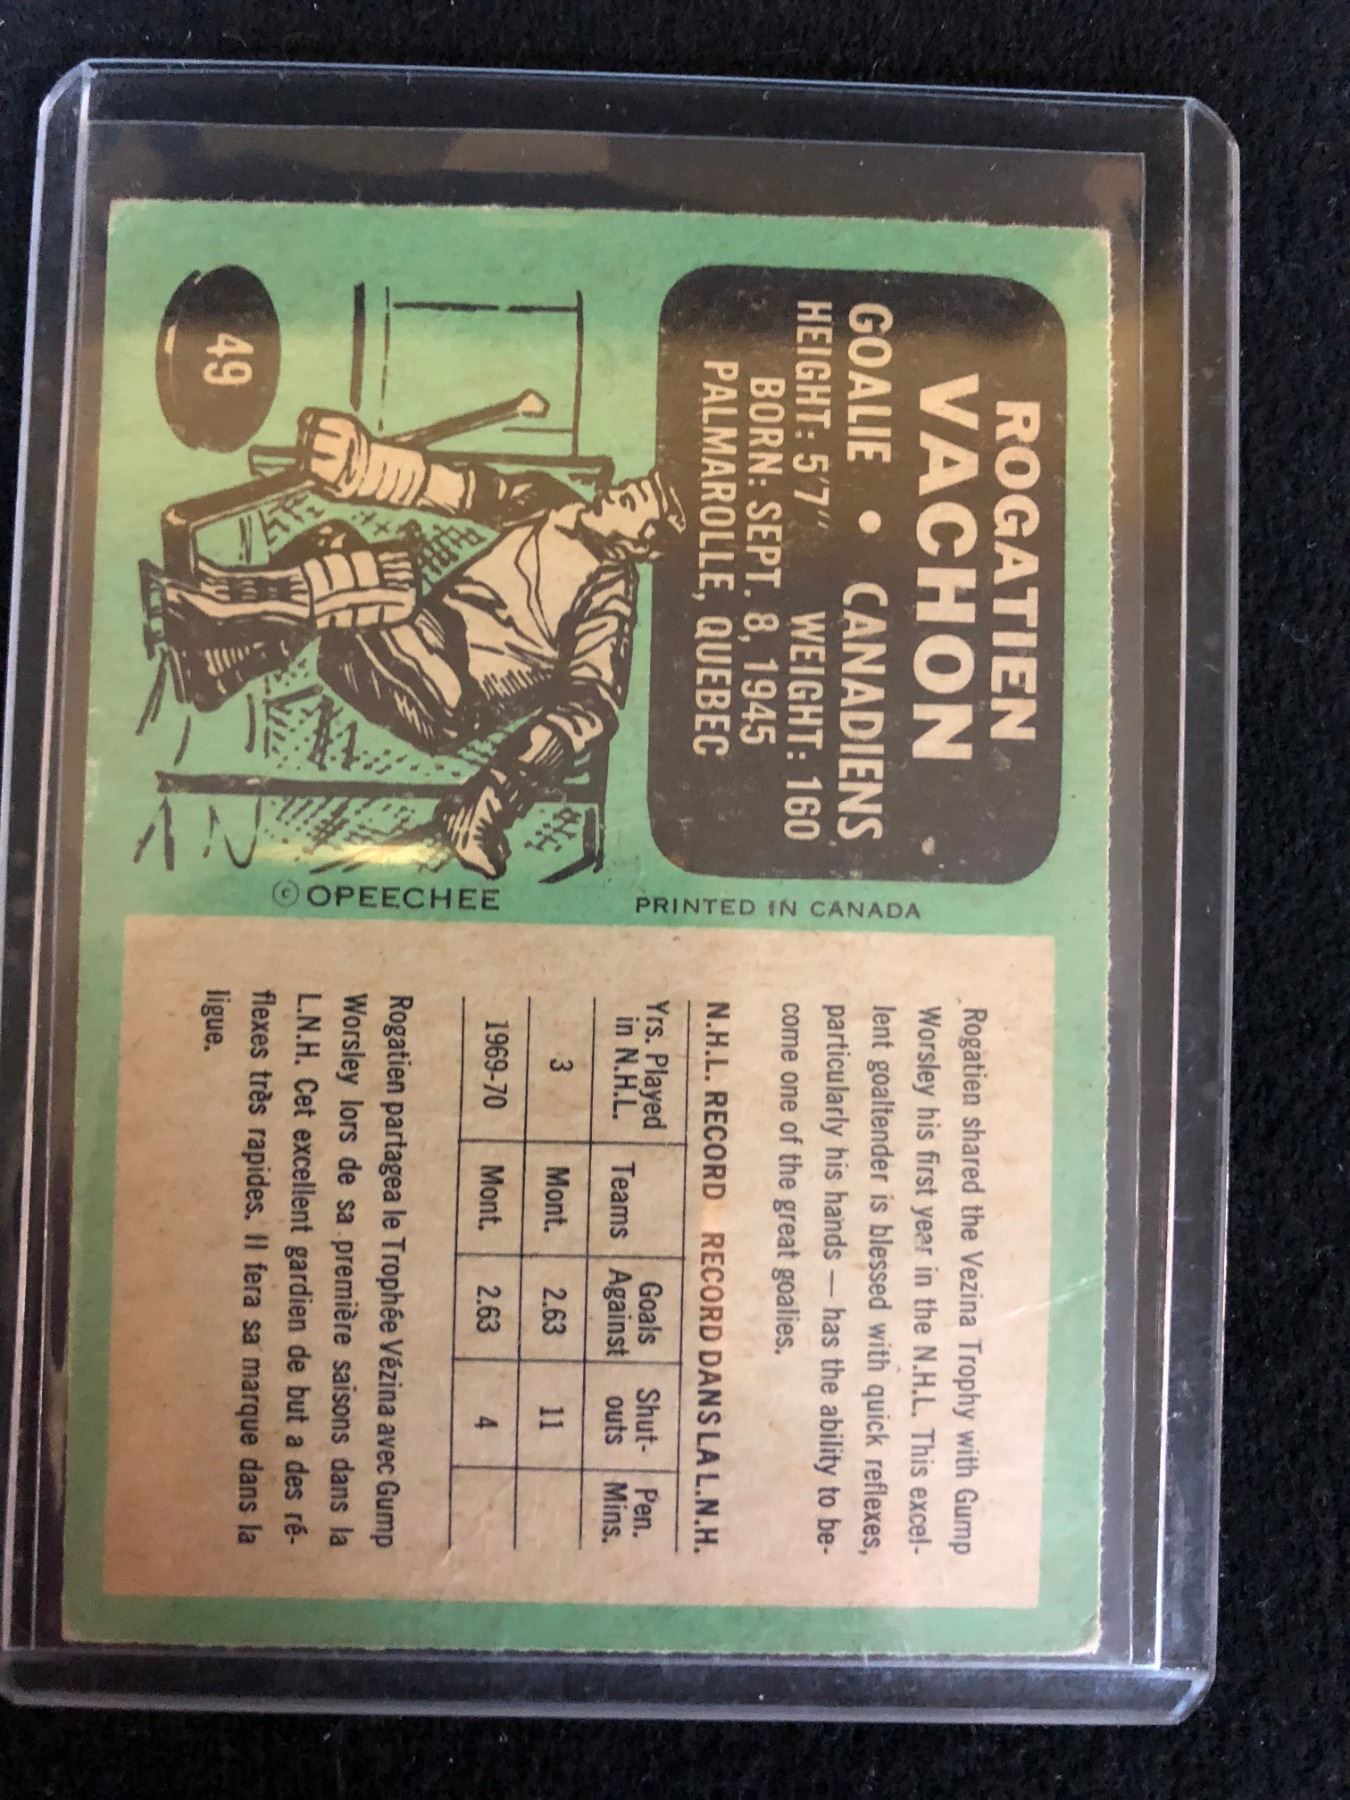 ROGATIEN
VACHON
GOALIE • CANADIENS
HEIGHT: 5'7" WEIGHT: 160
BORN: SEPT. 8, 1945
PALMAROLLE, QUEBEC
49
© OPEECHEE
PRINTED IN CANADA
Rogatien shared the Vezina Trophy with Gump
Worsley his first year in the N.H.L. This excel-
lent goaltender is blessed with quick reflexes,
particularly his hands — has the ability to be-
come one of the great goalies.
N.H.L. RECORD RECORD DANS LA L.N.H.
Yrs. Played in N.H.L. Teams Goals Against Shut-outs Pen. Mins.
3 Mont. 2.63 11
1969-70 Mont. 2.63 4
Rogatien partagea le Trophée Vézina avec Gump
Worsley lors de sa première saisons dans la
L.N.H. Cet excellent gardien de but a des ré-
flexes très rapides. Il fera sa marque dans la
ligue.